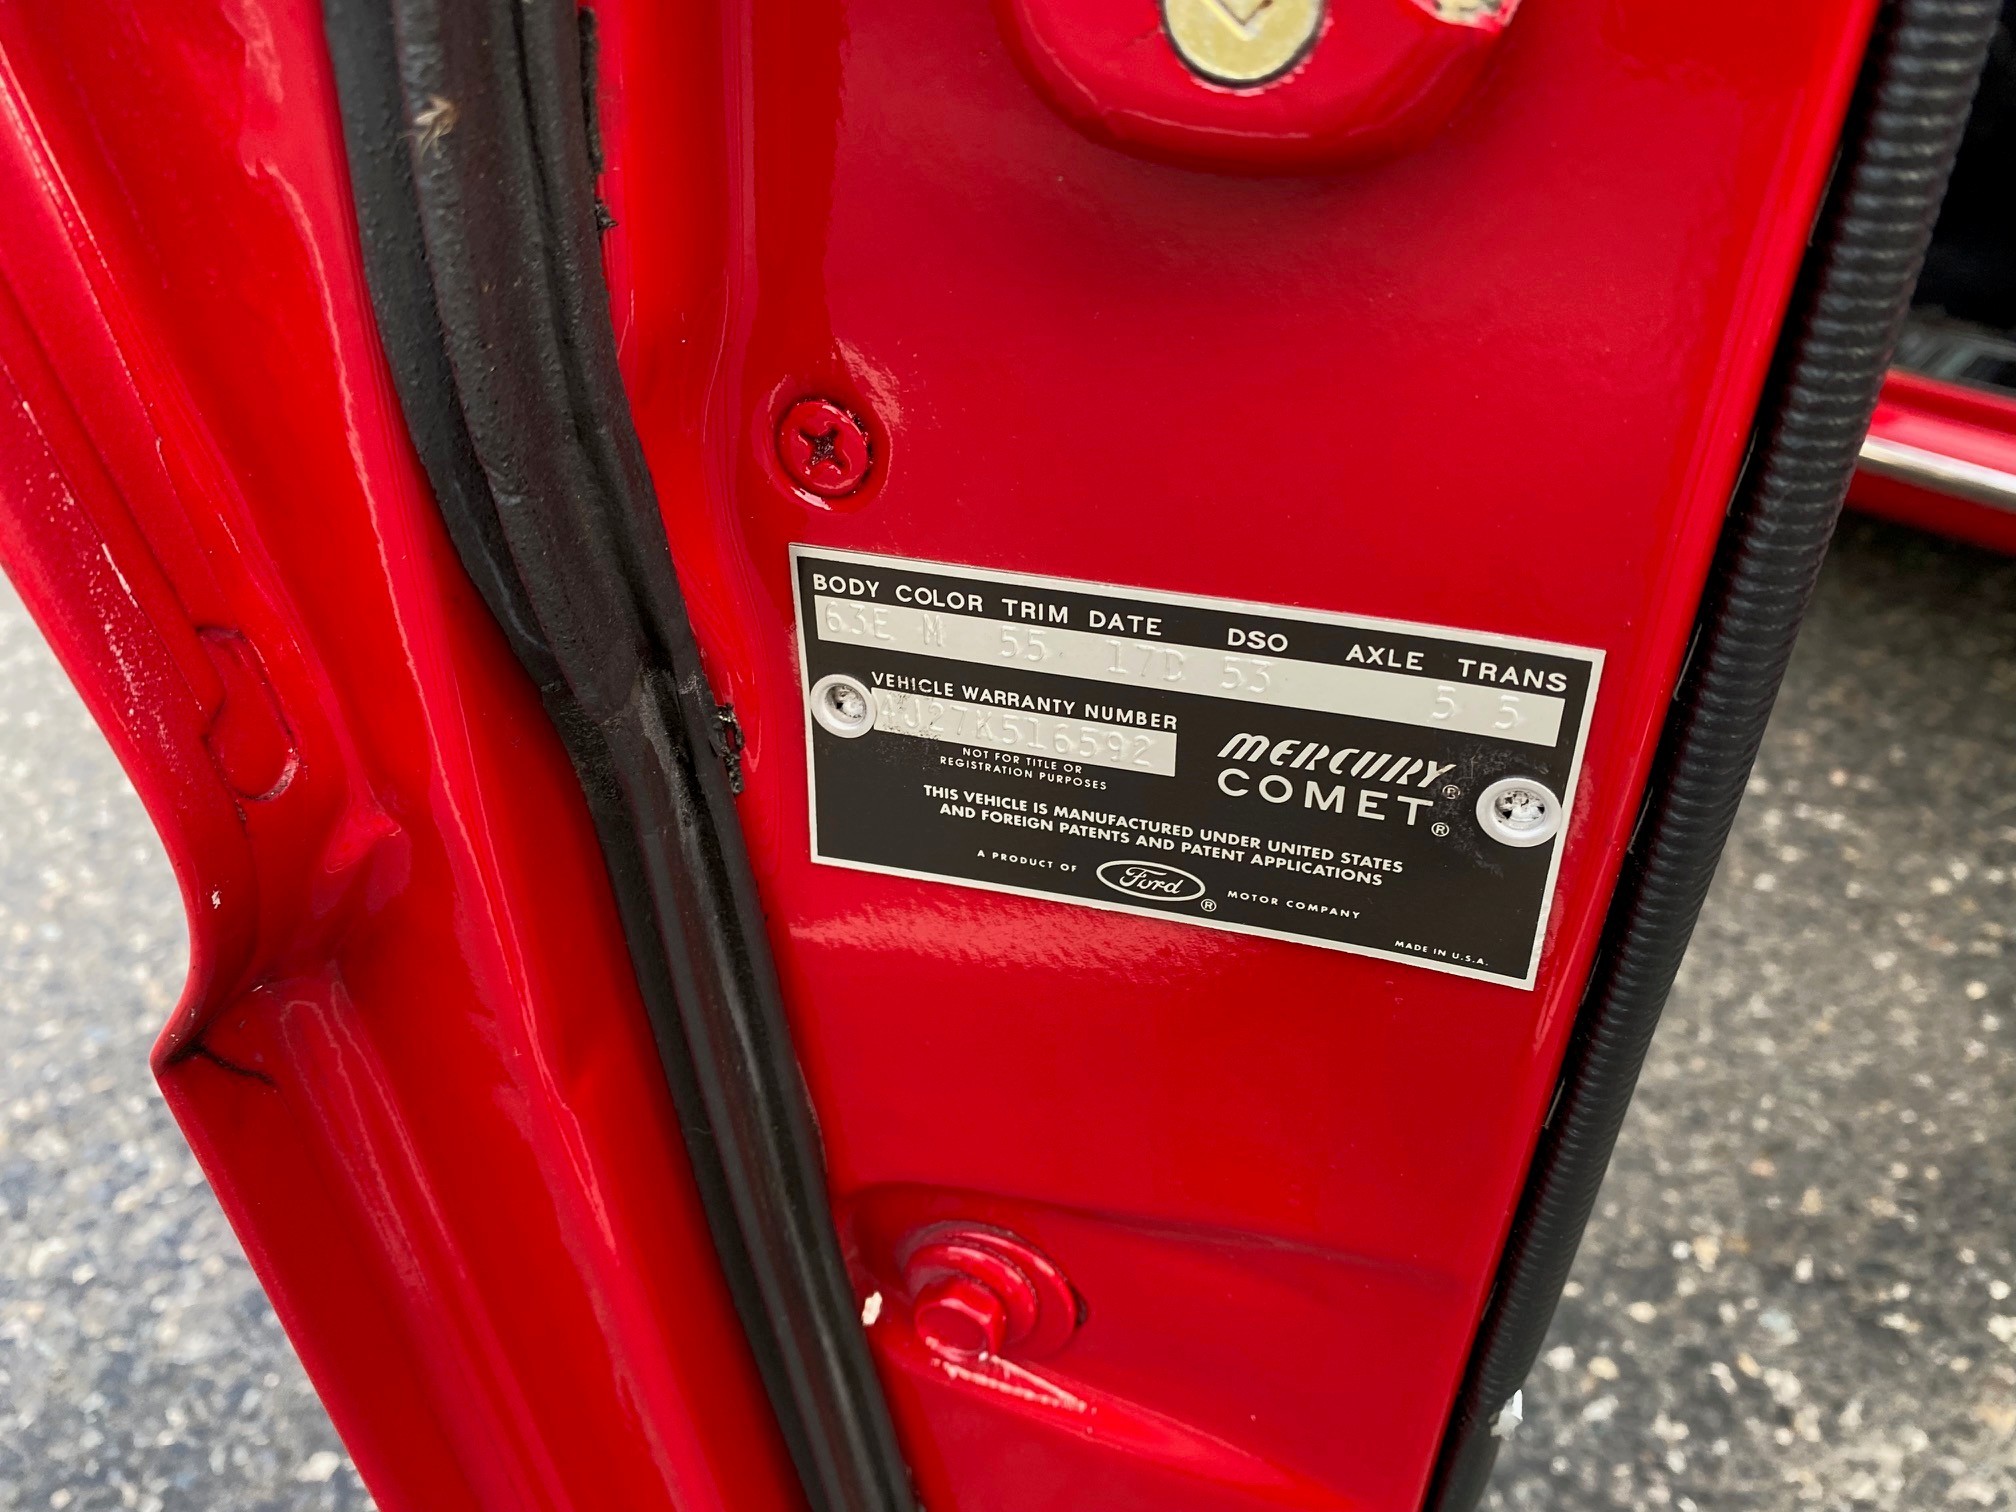 BODY COLOR TRIM DATE DSO AXLE TRANS
63E M 55 17D 53 5 5
VEHICLE WARRANTY NUMBER
4J27K516592
NOT FOR TITLE OR
REGISTRATION PURPOSES
MERCURY®
COMET®
THIS VEHICLE IS MANUFACTURED UNDER UNITED STATES
AND FOREIGN PATENTS AND PATENT APPLICATIONS
A PRODUCT OF Ford® MOTOR COMPANY
MADE IN U.S.A.